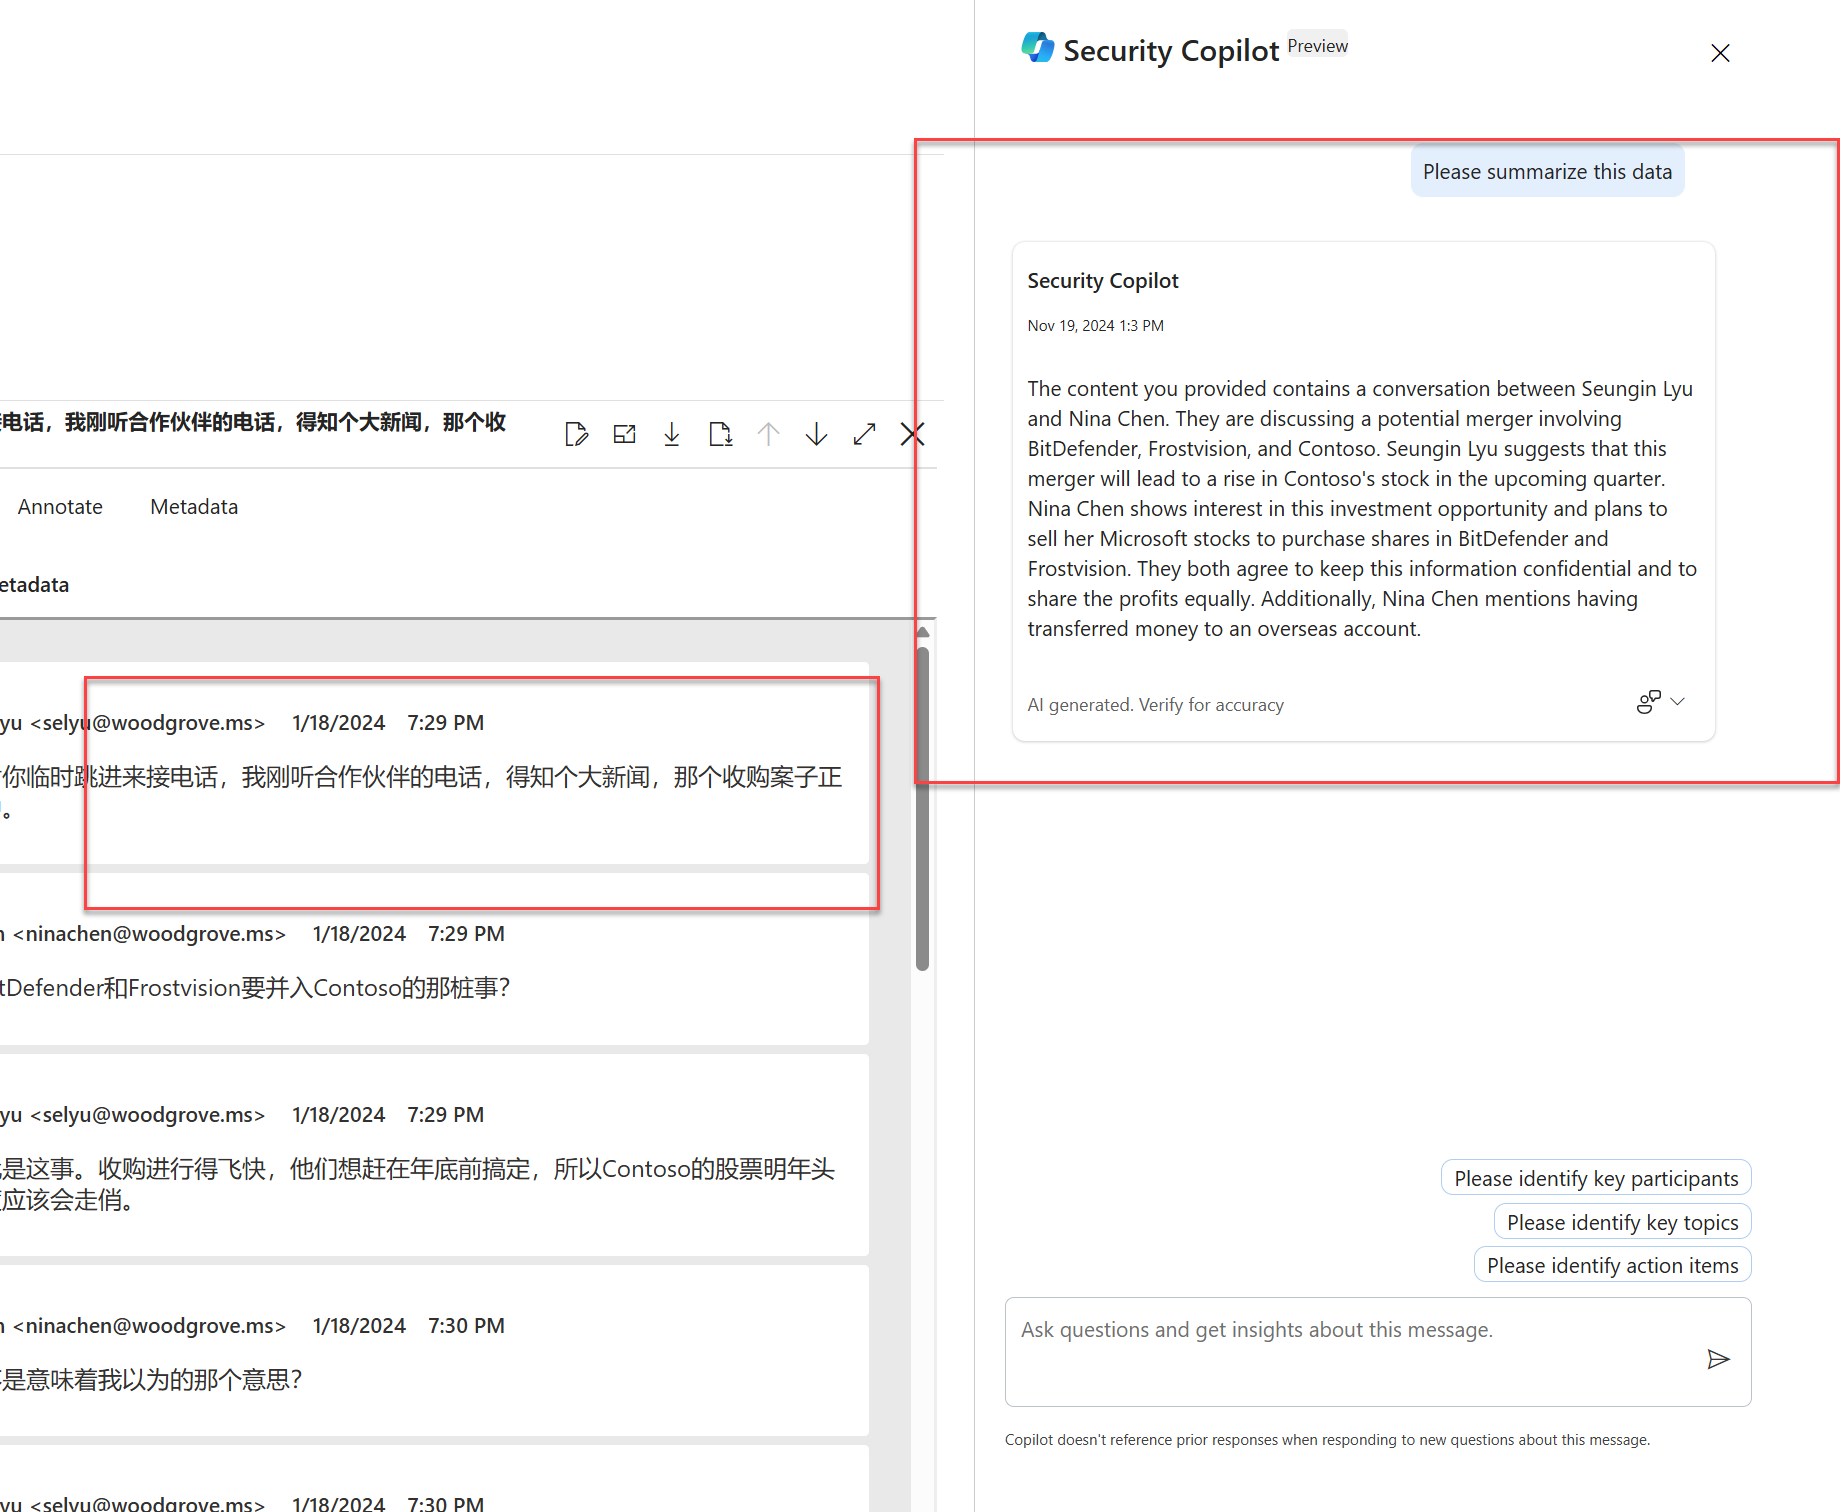 电话，我刚听合作伙伴的电话，得知个大新闻，那个收
Annotate Metadata
etadata
yu <selyu@woodgrove.ms> 1/18/2024 7:29 PM
你临时跳进来接电话，我刚听合作伙伴的电话，得知个大新闻，那个收购案子正
。
n <ninachen@woodgrove.ms> 1/18/2024 7:29 PM
tDefender和Frostvision要并入Contoso的那桩事？
yu <selyu@woodgrove.ms> 1/18/2024 7:29 PM
是这事。收购进行得飞快，他们想赶在年底前搞定，所以Contoso的股票明年头
应该会走俏。
n <ninachen@woodgrove.ms> 1/18/2024 7:30 PM
是意味着我以为的那个意思？
yu <selyu@woodgrove.ms> 1/18/2024 7:30 PM
Security Copilot Preview
Please summarize this data
Security Copilot
Nov 19, 2024 1:3 PM
The content you provided contains a conversation between Seungin Lyu
and Nina Chen. They are discussing a potential merger involving
BitDefender, Frostvision, and Contoso. Seungin Lyu suggests that this
merger will lead to a rise in Contoso's stock in the upcoming quarter.
Nina Chen shows interest in this investment opportunity and plans to
sell her Microsoft stocks to purchase shares in BitDefender and
Frostvision. They both agree to keep this information confidential and to
share the profits equally. Additionally, Nina Chen mentions having
transferred money to an overseas account.
AI generated. Verify for accuracy
Please identify key participants
Please identify key topics
Please identify action items
Ask questions and get insights about this message.
Copilot doesn't reference prior responses when responding to new questions about this message.